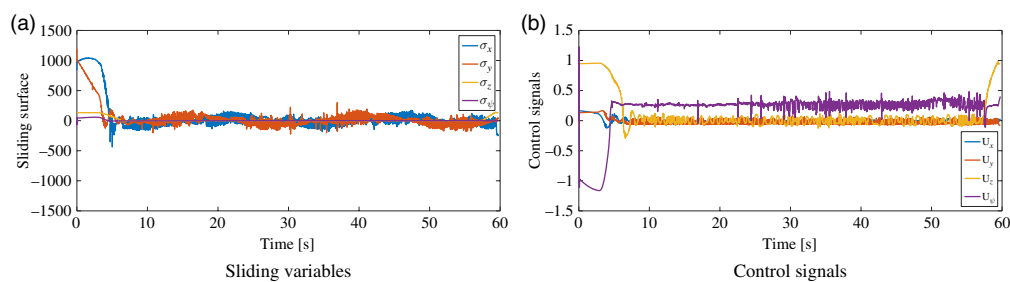 (a)
1500
1000
500
0
−500
−1000
−1500
Sliding surface
0 10 20 30 40 50 60
Time [s]
σx
σy
σz
σψ
Sliding variables
(b)
1.5
1
0.5
0
−0.5
−1
−1.5
Control signals
0 10 20 30 40 50 60
Time [s]
Ux
Uy
Uz
Uψ
Control signals